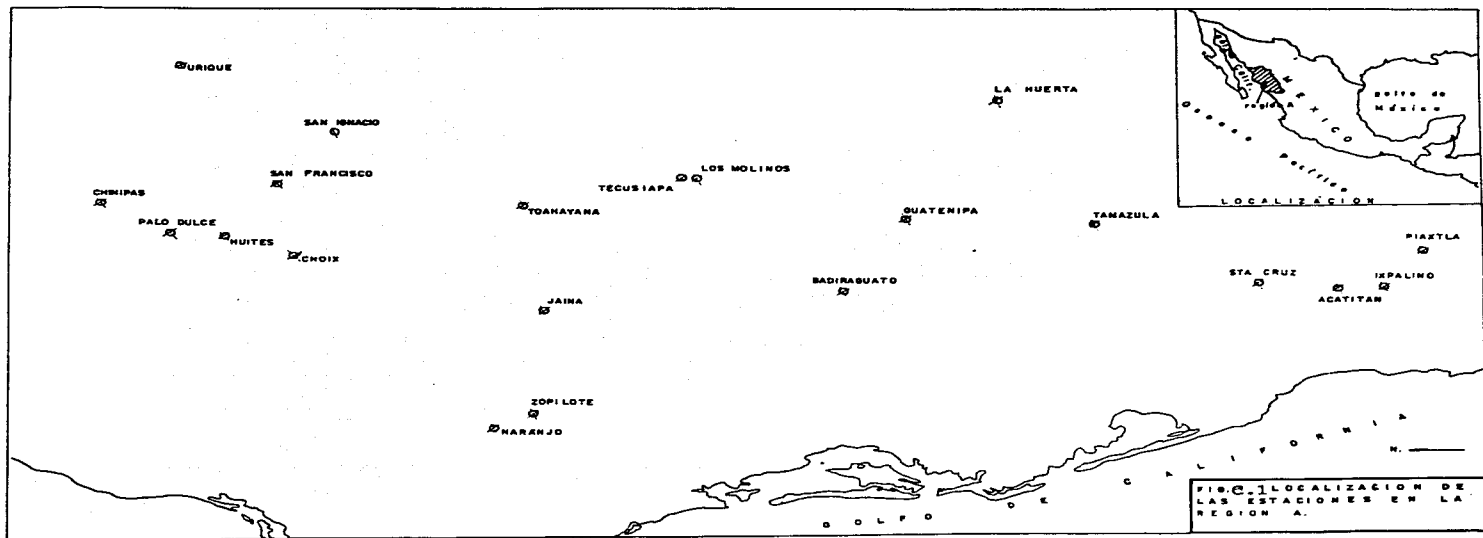 URIQUE
LA HUERTA
SAN IGNACIO
LOS MOLINOS
TECUSIAPA
SAN FRANCISCO
CHINIPAS
TOAHAYANA
PALO DULCE
HUITES
CHOIX
GUATENIPA
TAMAZULA
PIAXTLA
STA CRUZ
IXPALINO
ACATITAN
BADIRAGUATO
JAINA
ZOPILOTE
NARANJO
MEXICO
golfo de
México
región A
Océano Pacífico
LOCALIZACION
GOLFO DE CALIFORNIA
N.
FIG. C.1 LOCALIZACION DE
LAS ESTACIONES EN LA
REGION A.